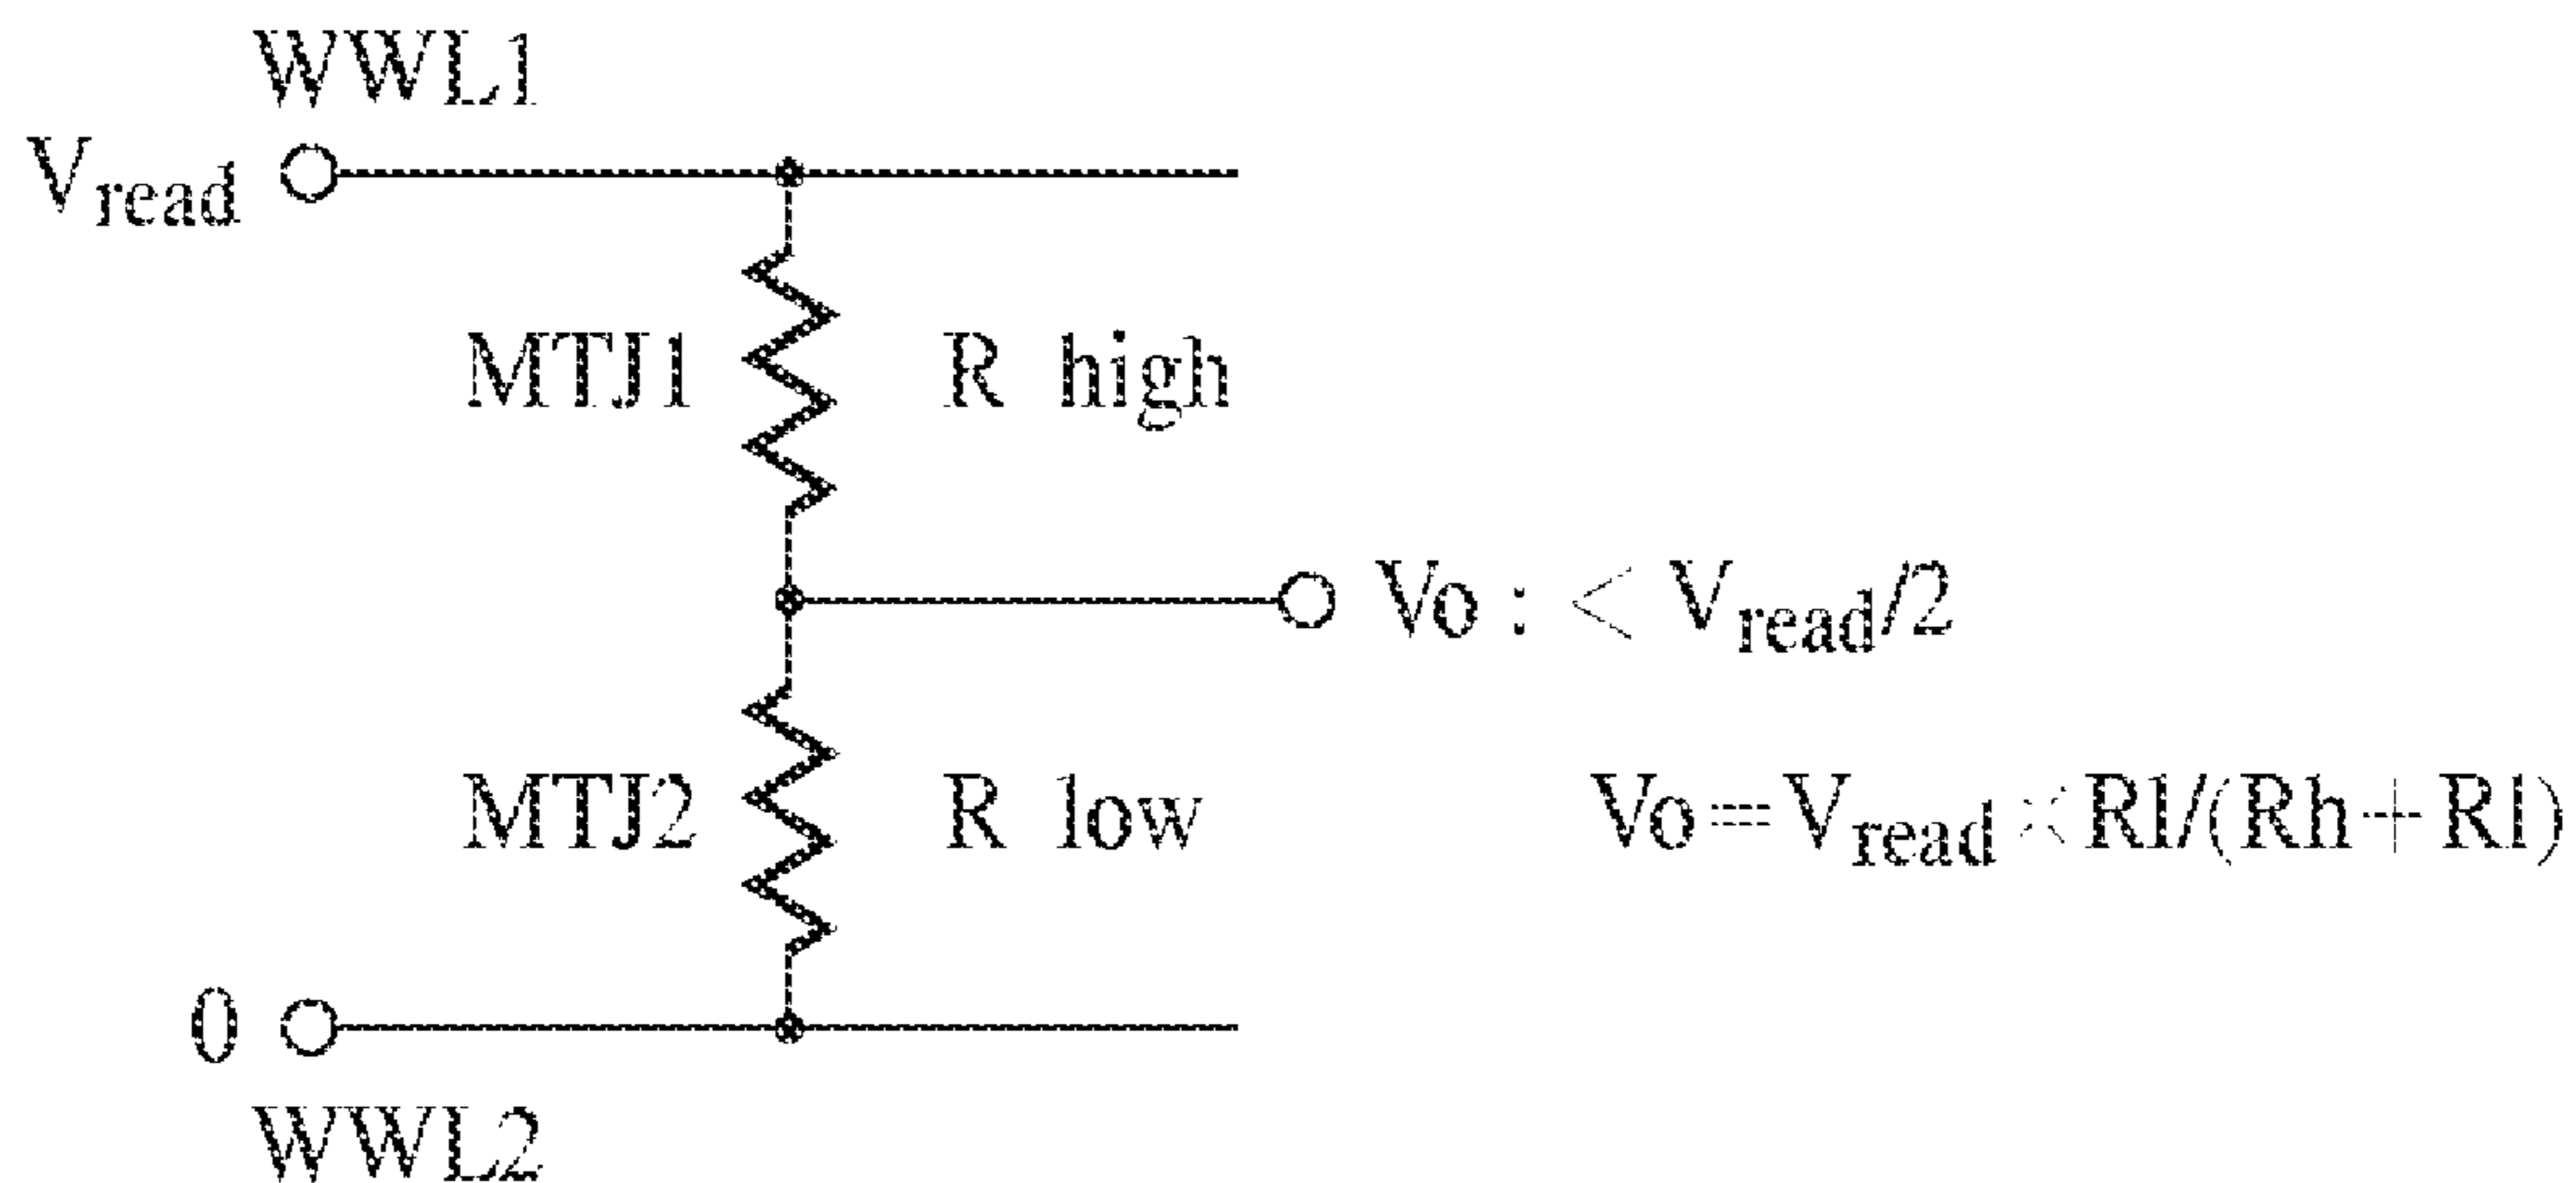 WWL1
Vread
MTJ1 R high
Vo : < Vread/2
MTJ2 R low
Vo = Vread × Rl/(Rh + Rl)
0
WWL2